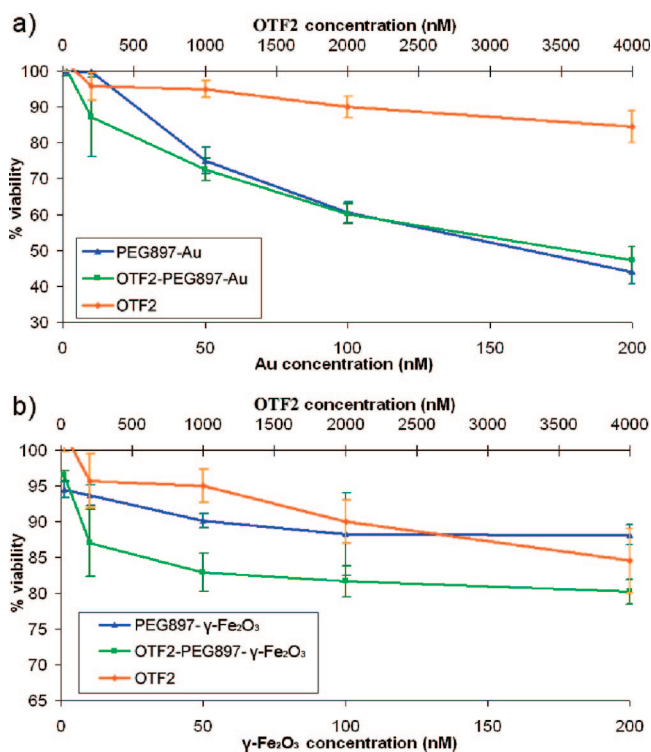 a)
OTF2 concentration (nM)
0 500 1000 1500 2000 2500 3000 3500 4000
100
90
80
70
60
50
40
30
% viability
PEG897-Au
OTF2-PEG897-Au
OTF2
0 50 100 150 200
Au concentration (nM)
b)
OTF2 concentration (nM)
0 500 1000 1500 2000 2500 3000 3500 4000
100
95
90
85
80
75
70
65
% viability
PEG897- γ-Fe₂O₃
OTF2-PEG897- γ-Fe₂O₃
OTF2
0 50 100 150 200
γ-Fe₂O₃ concentration (nM)